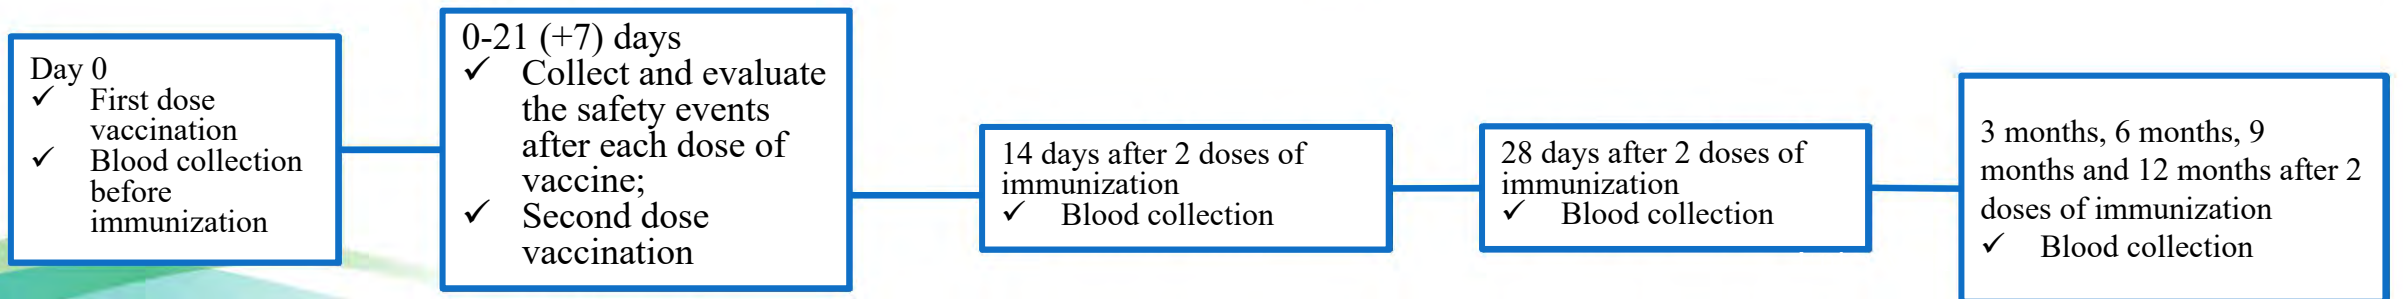 Day 0
✓ First dose
vaccination
✓ Blood collection
before
immunization
0-21 (+7) days
✓ Collect and evaluate
the safety events
after each dose of
vaccine;
✓ Second dose
vaccination
14 days after 2 doses of
immunization
✓ Blood collection
28 days after 2 doses of
immunization
✓ Blood collection
3 months, 6 months, 9
months and 12 months after 2
doses of immunization
✓ Blood collection